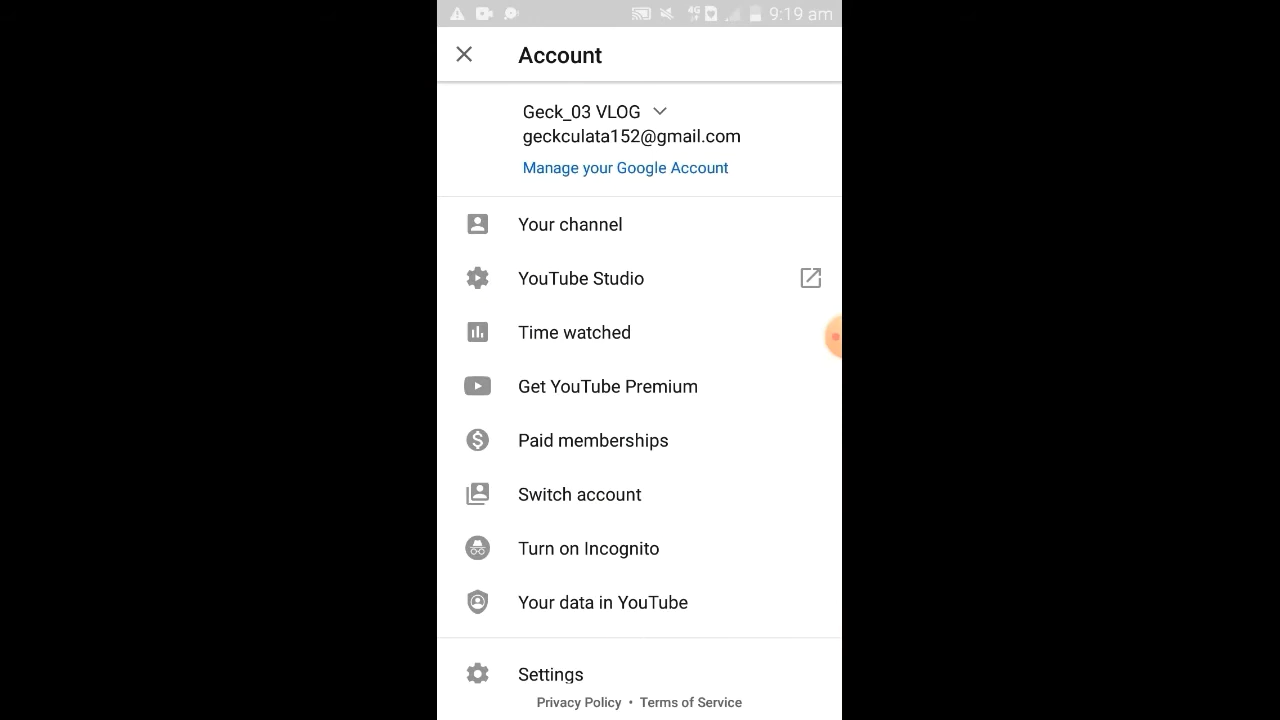 9:19 am
Account
Geck_03 VLOG
geckculata152@gmail.com
Manage your Google Account
Your channel
YouTube Studio
Time watched
Get YouTube Premium
Paid memberships
Switch account
Turn on Incognito
Your data in YouTube
Settings
Privacy Policy • Terms of Service